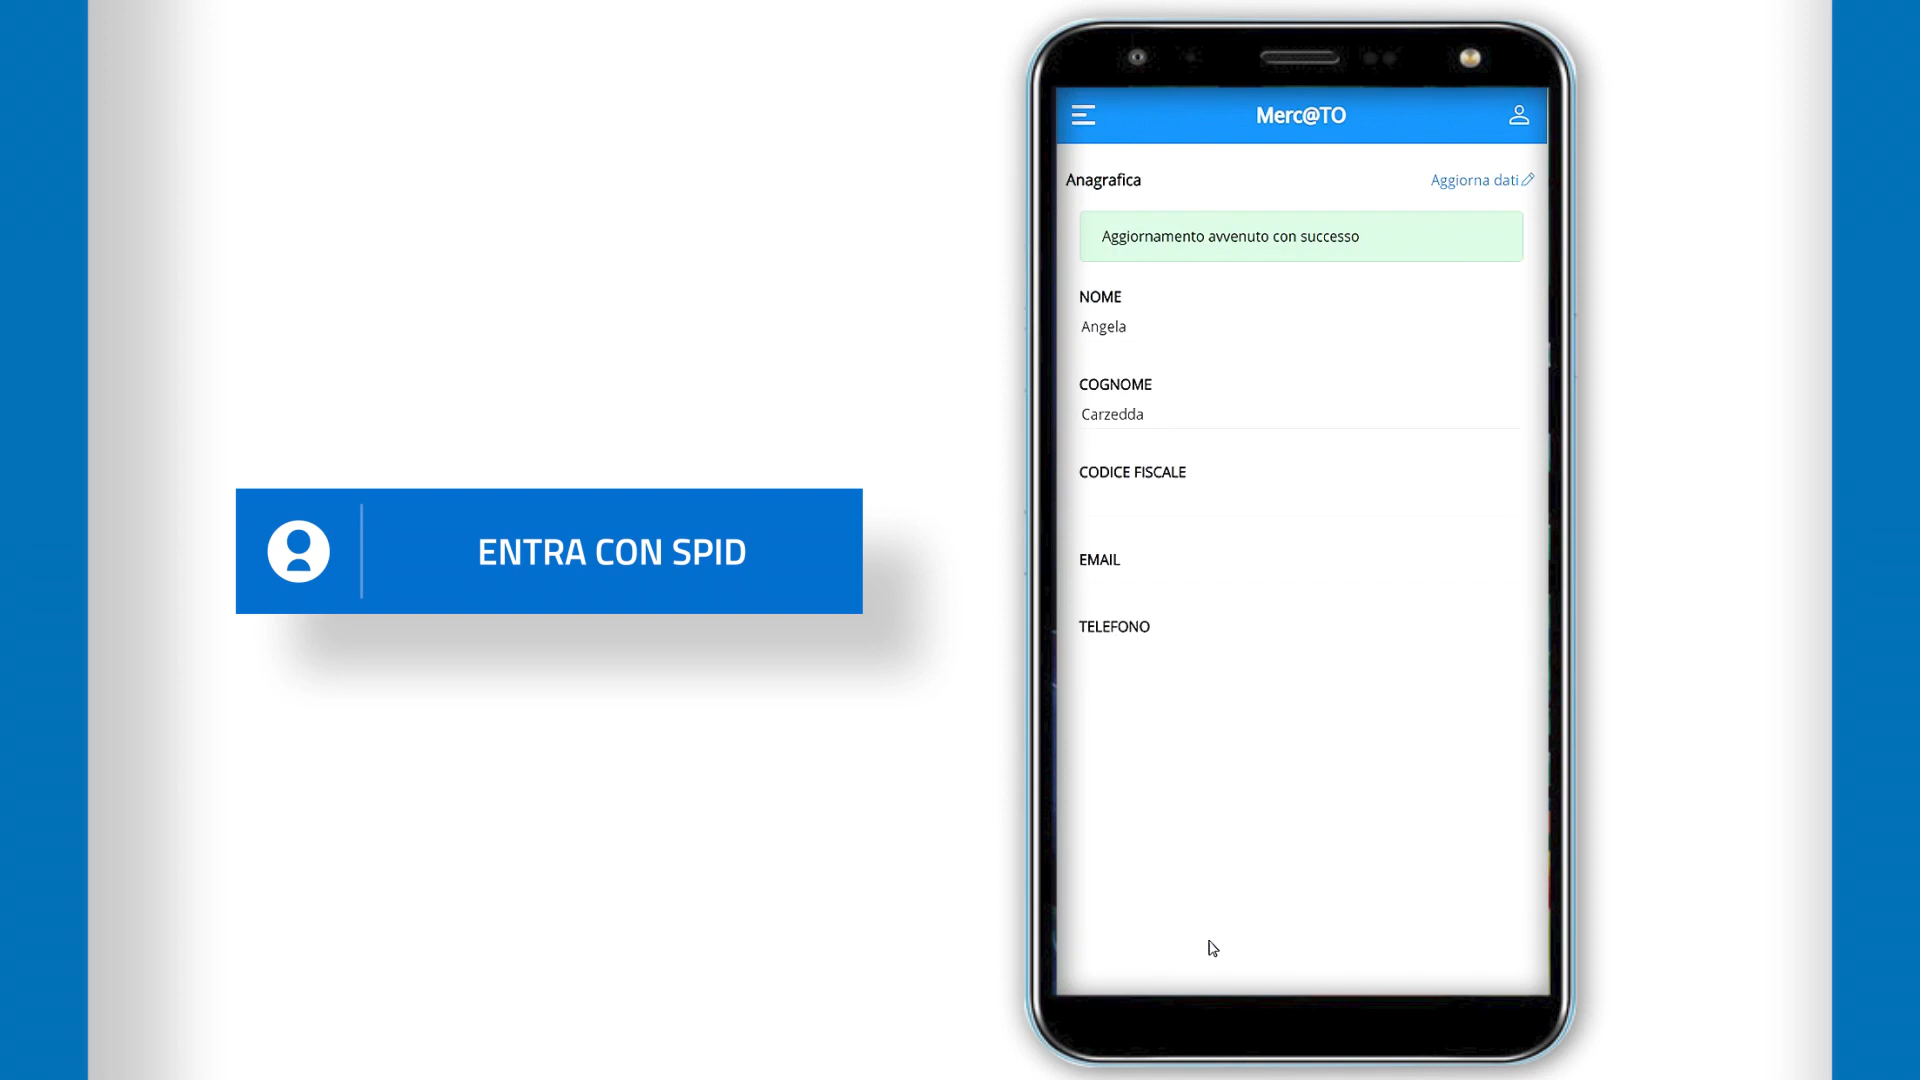 Merc@TO
Anagrafica
Aggiorna dati
Aggiornamento avvenuto con successo
NOME
Angela
COGNOME
Carzedda
CODICE FISCALE
EMAIL
TELEFONO
ENTRA CON SPID